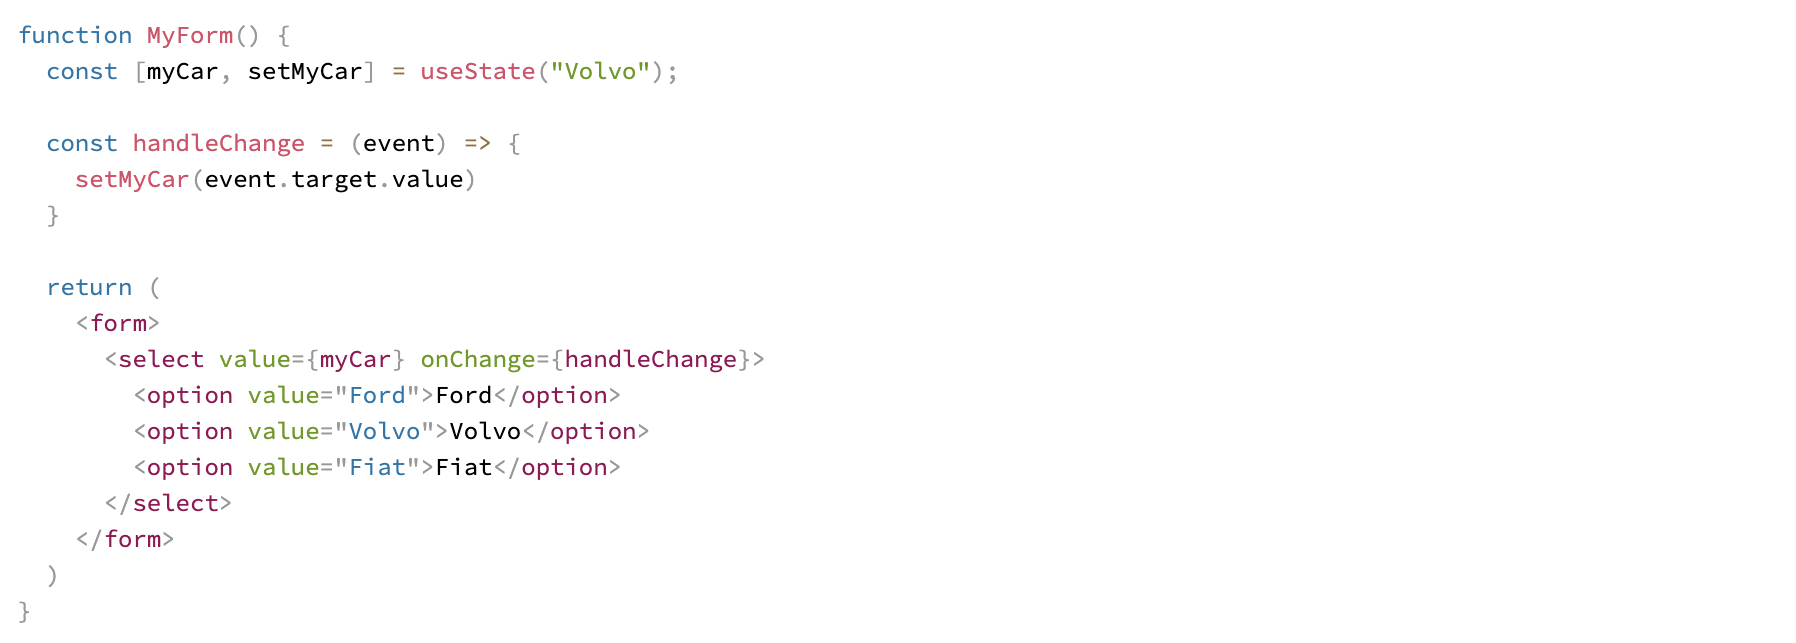 function MyForm() {
  const [myCar, setMyCar] = useState("Volvo");

  const handleChange = (event) => {
    setMyCar(event.target.value)
  }

  return (
    <form>
      <select value={myCar} onChange={handleChange}>
        <option value="Ford">Ford</option>
        <option value="Volvo">Volvo</option>
        <option value="Fiat">Fiat</option>
      </select>
    </form>
  )
}